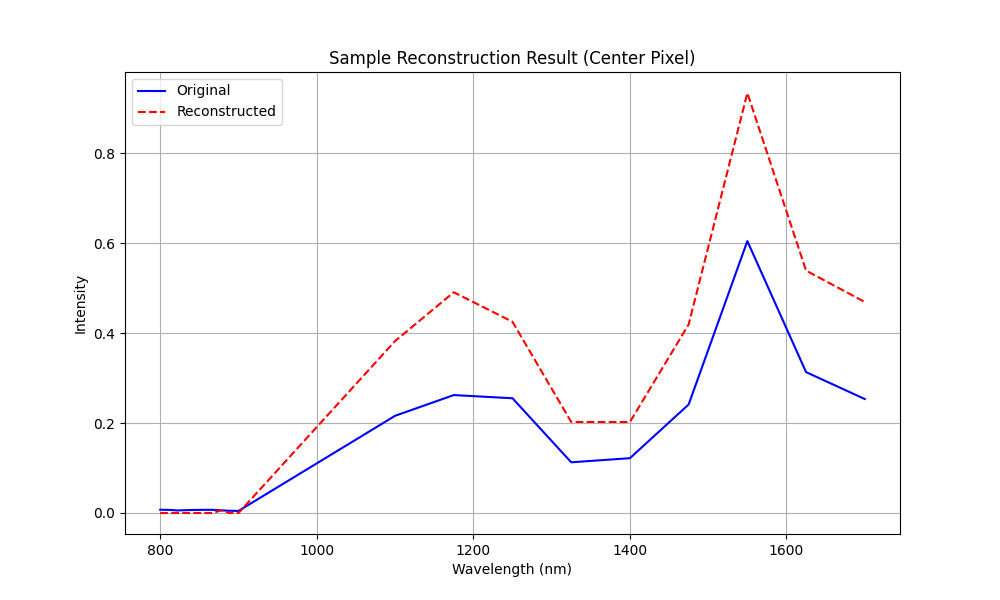 Sample Reconstruction Result (Center Pixel)
Original
Reconstructed
0.8
0.6
0.4
0.2
0.0
Intensity
800 1000 1200 1400 1600
Wavelength (nm)